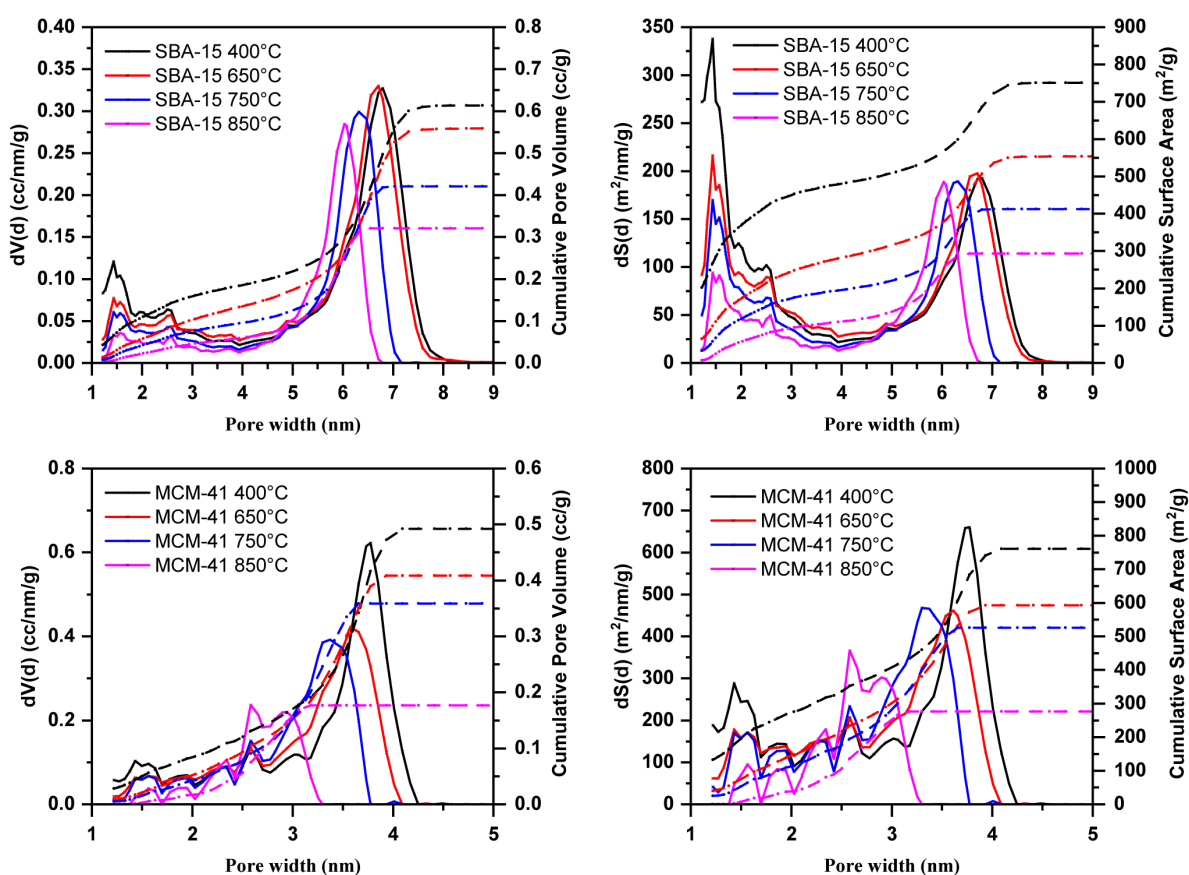 SBA-15 400°C
SBA-15 650°C
SBA-15 750°C
SBA-15 850°C
0.40
0.35
0.30
0.25
0.20
0.15
0.10
0.05
0.00
dV(d) (cc/nm/g)
0.8
0.7
0.6
0.5
0.4
0.3
0.2
0.1
0.0
Cumulative Pore Volume (cc/g)
1 2 3 4 5 6 7 8 9
Pore width (nm)
SBA-15 400°C
SBA-15 650°C
SBA-15 750°C
SBA-15 850°C
350
300
250
200
150
100
50
0
dS(d) (m²/nm/g)
900
800
700
600
500
400
300
200
100
0
Cumulative Surface Area (m²/g)
1 2 3 4 5 6 7 8 9
Pore width (nm)
MCM-41 400°C
MCM-41 650°C
MCM-41 750°C
MCM-41 850°C
0.8
0.6
0.4
0.2
0.0
dV(d) (cc/nm/g)
0.6
0.5
0.4
0.3
0.2
0.1
0.0
Cumulative Pore Volume (cc/g)
1 2 3 4 5
Pore width (nm)
MCM-41 400°C
MCM-41 650°C
MCM-41 750°C
MCM-41 850°C
800
700
600
500
400
300
200
100
0
dS(d) (m²/nm/g)
1000
900
800
700
600
500
400
300
200
100
0
Cumulative Surface Area (m²/g)
1 2 3 4 5
Pore width (nm)